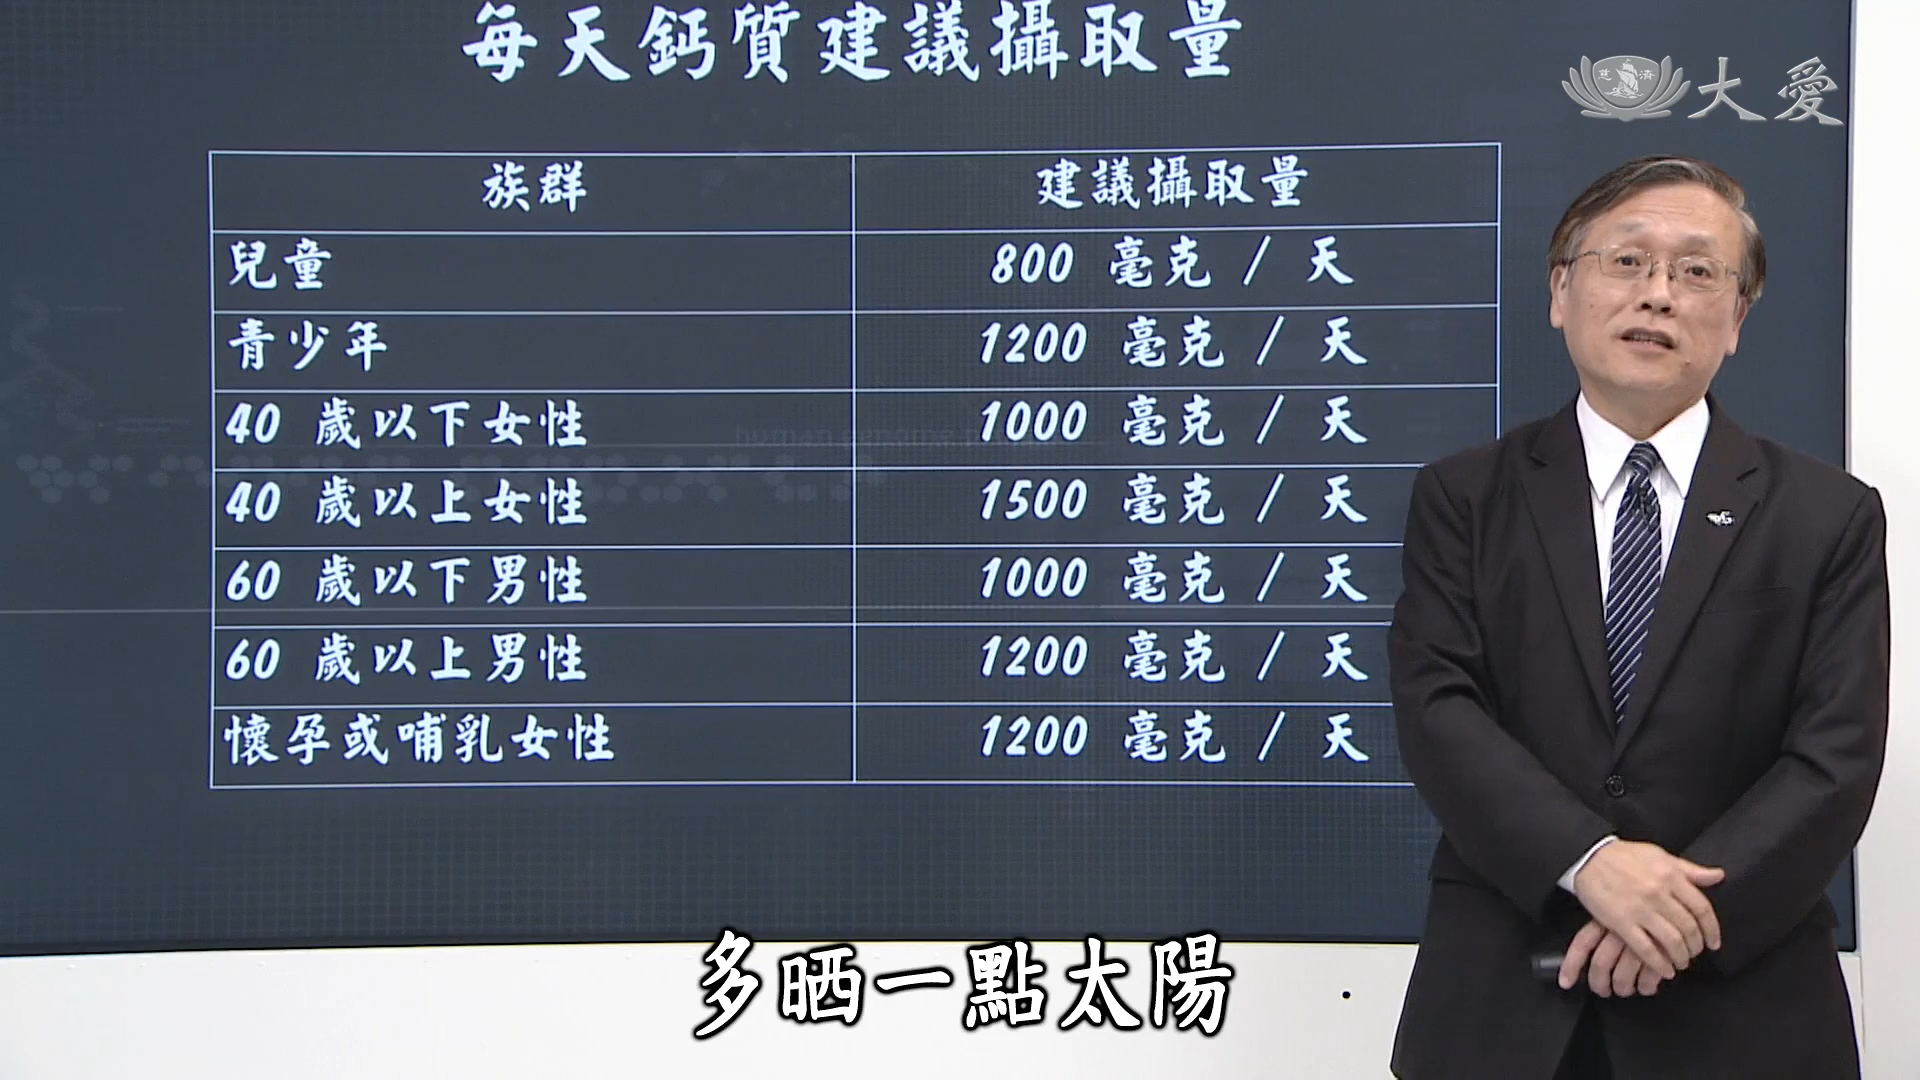 每天鈣質建議攝取量
慈濟 大愛
族群 建議攝取量
兒童 800 毫克 / 天
青少年 1200 毫克 / 天
40 歲以下女性 1000 毫克 / 天
40 歲以上女性 1500 毫克 / 天
60 歲以下男性 1000 毫克 / 天
60 歲以上男性 1200 毫克 / 天
懷孕或哺乳女性 1200 毫克 / 天
多晒一點太陽